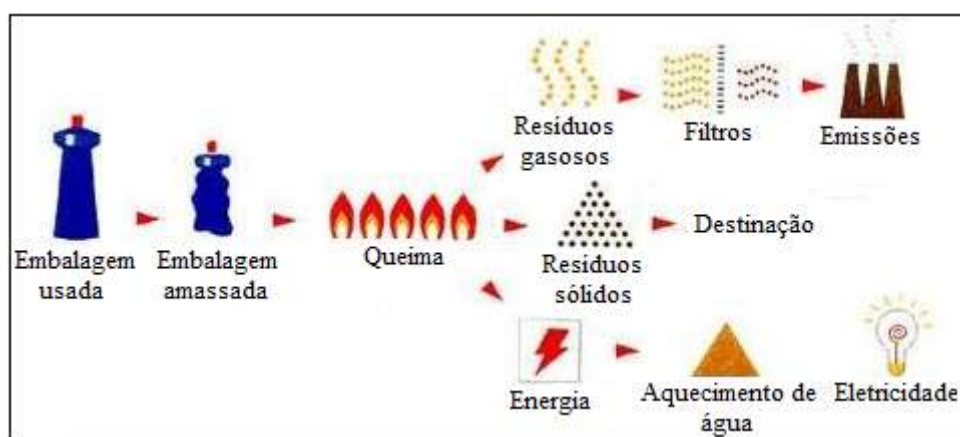 Resíduos
gasosos
Filtros
Emissões
Embalagem
usada
Embalagem
amassada
Queima
Resíduos
sólidos
Destinação
Energia
Aquecimento de
água
Eletricidade